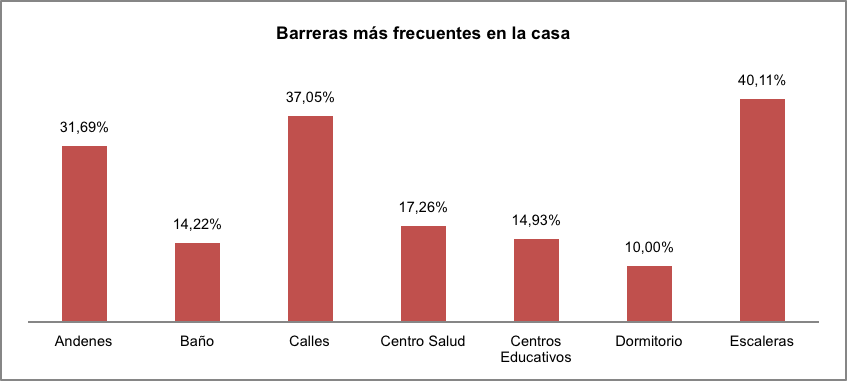 Barreras más frecuentes en la casa
31,69%
14,22%
37,05%
17,26%
14,93%
10,00%
40,11%
Andenes
Baño
Calles
Centro Salud
Centros
Educativos
Dormitorio
Escaleras